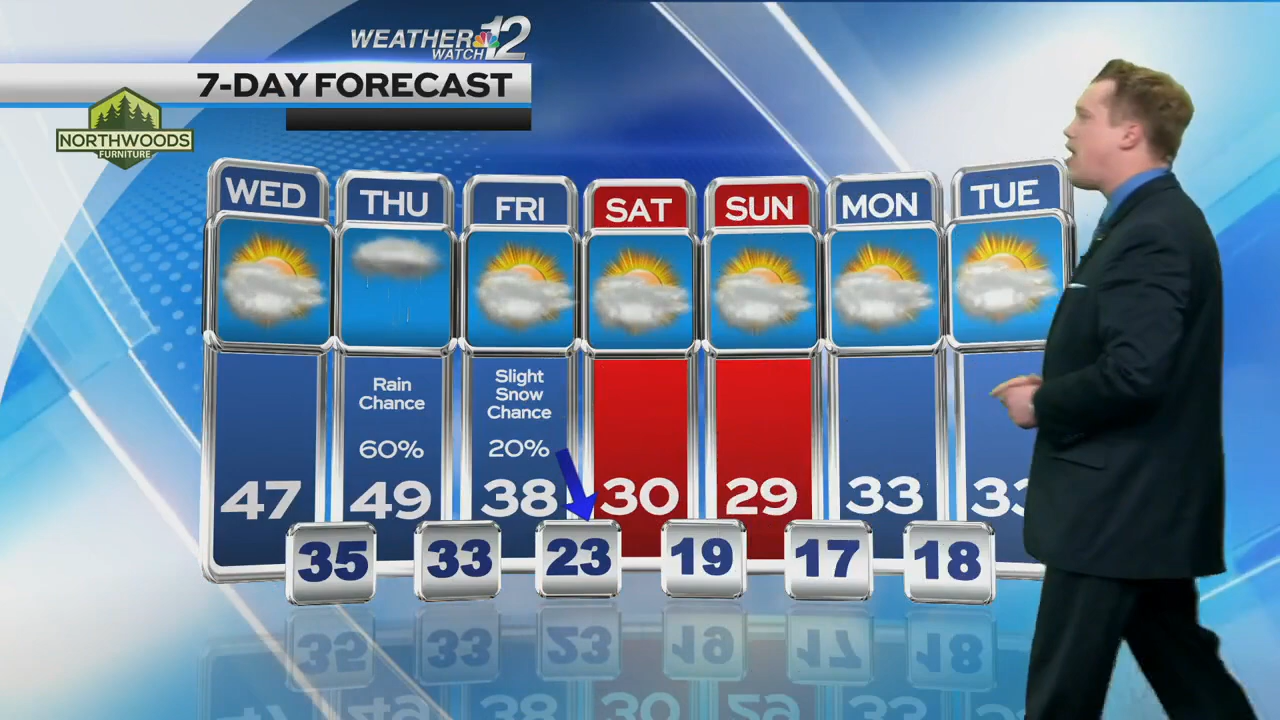 WEATHER 12
WATCH
7-DAY FORECAST
NORTHWOODS
FURNITURE
WED THU FRI SAT SUN MON TUE
Rain
Chance
60%
Slight
Snow
Chance
20%
47 49 38 30 29 33 33
35 33 23 19 17 18